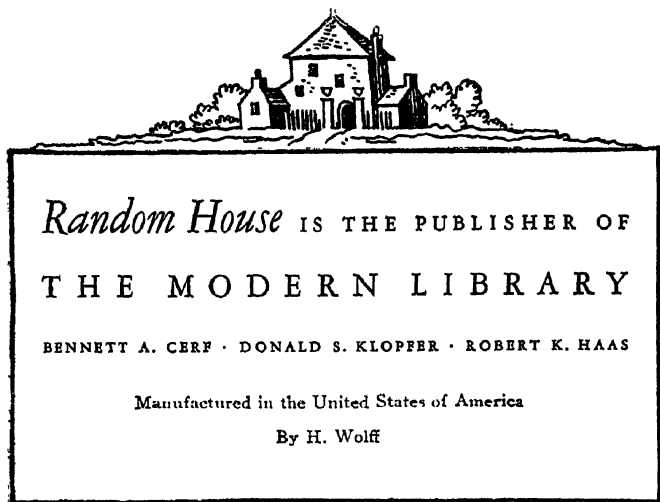 Random House IS THE PUBLISHER OF
THE MODERN LIBRARY
BENNETT A. CERF · DONALD S. KLOPFER · ROBERT K. HAAS
Manufactured in the United States of America
By H. Wolff